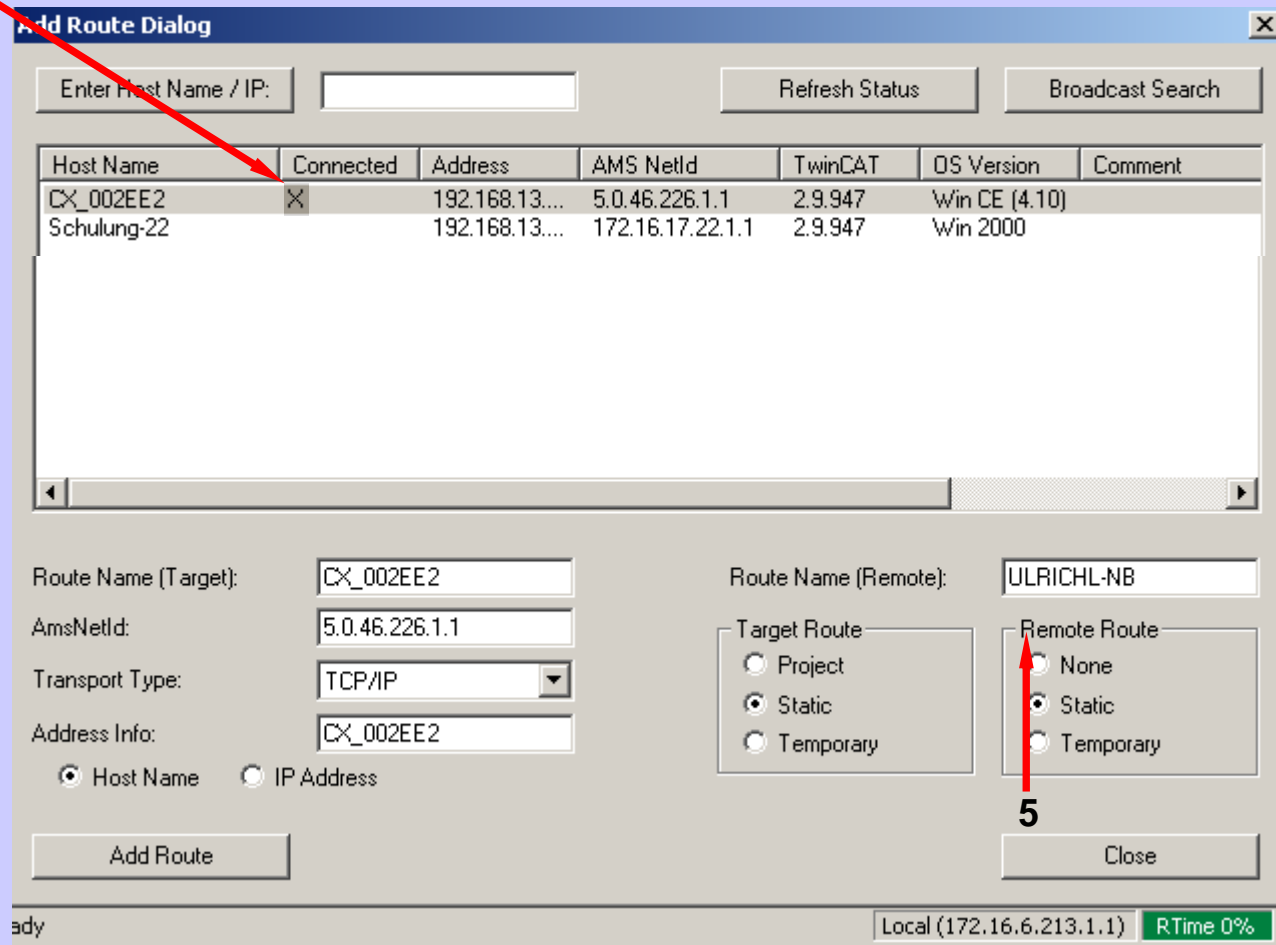 Add Route Dialog
Enter Host Name / IP:
Refresh Status
Broadcast Search
Host Name Connected Address AMS NetId TwinCAT OS Version Comment
CX_002EE2 X 192.168.13.... 5.0.46.226.1.1 2.9.947 Win CE (4.10)
Schulung-22 192.168.13.... 172.16.17.22.1.1 2.9.947 Win 2000
Route Name (Target): CX_002EE2 Route Name (Remote): ULRICHL-NB
AmsNetId: 5.0.46.226.1.1
Target Route
Remote Route
Project
None
Transport Type: TCP/IP
Static
Static
Address Info: CX_002EE2
Temporary
Temporary
Host Name IP Address
5
Add Route
Close
ady
Local (172.16.6.213.1.1) RTime 0%